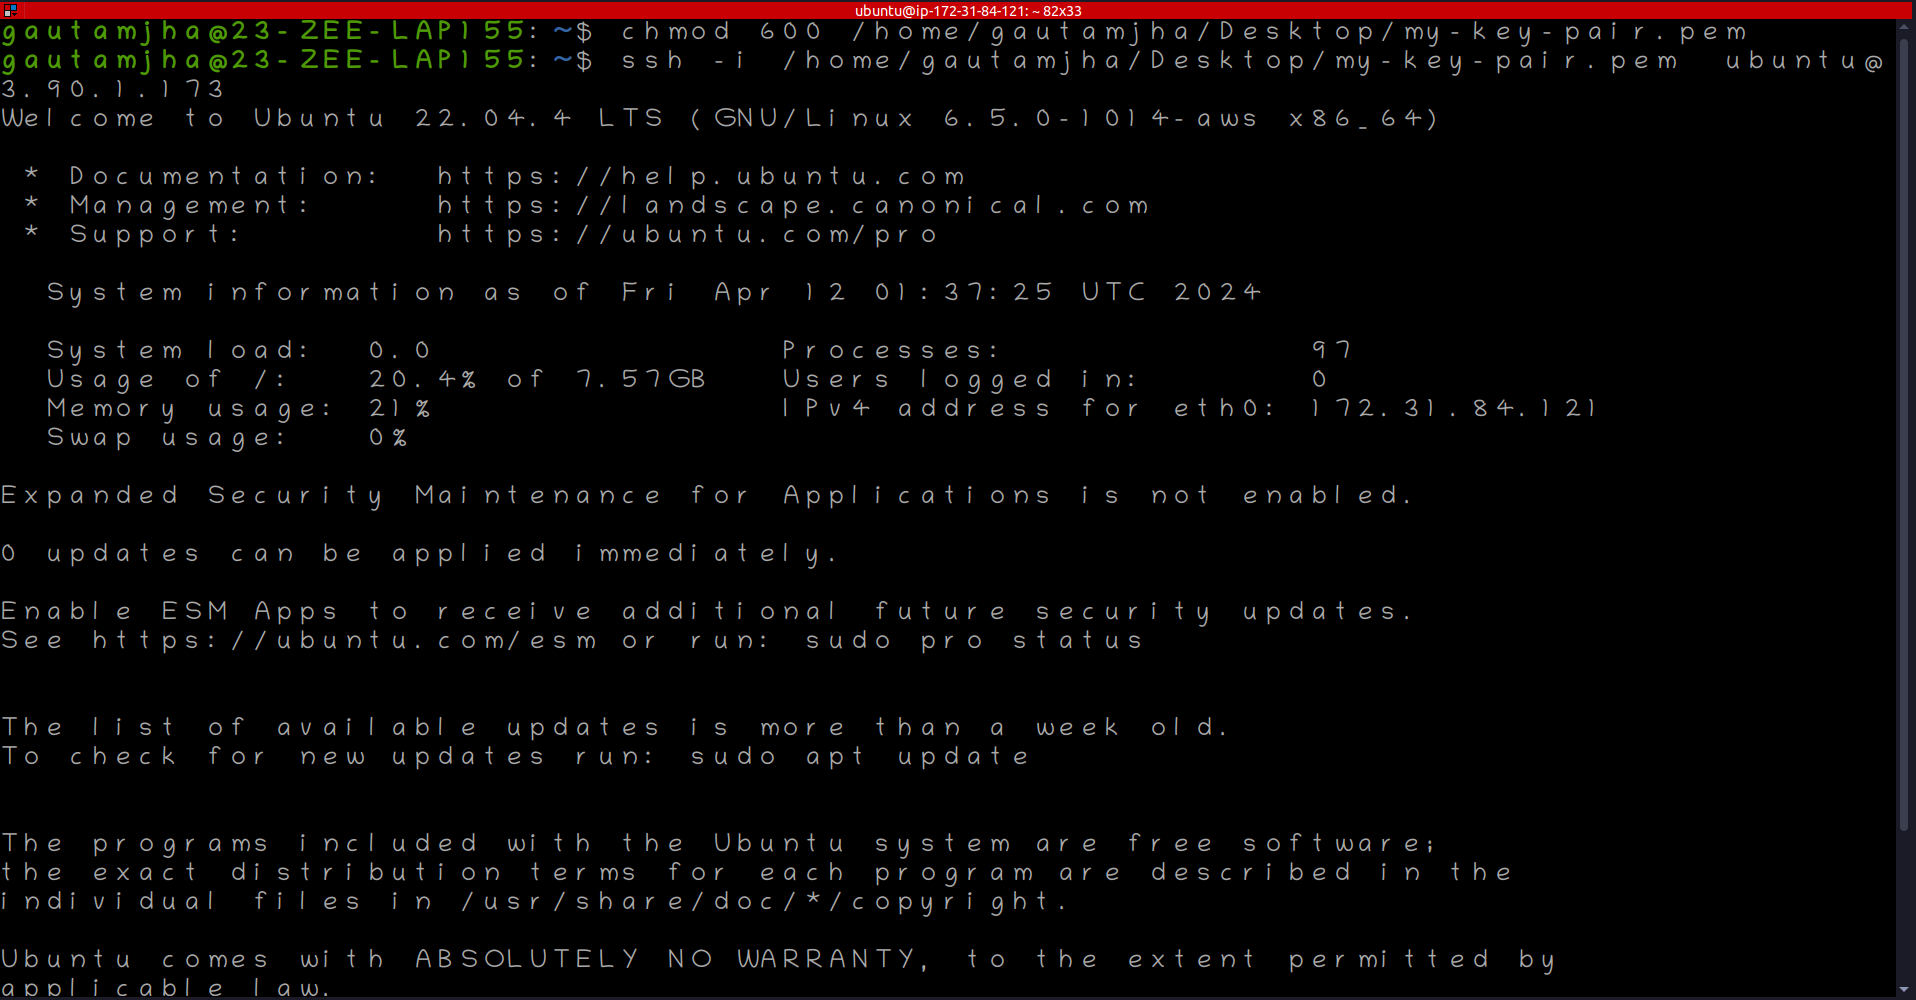 ubuntu@ip-172-31-84-121: ~ 82x33
gautamjha@23-ZEE-LAP155:~$ chmod 600 /home/gautamjha/Desktop/my-key-pair.pem
gautamjha@23-ZEE-LAP155:~$ ssh -i /home/gautamjha/Desktop/my-key-pair.pem  ubuntu@
3.90.1.173
Welcome to Ubuntu 22.04.4 LTS (GNU/Linux 6.5.0-1014-aws x86_64)
 * Documentation:  https://help.ubuntu.com
 * Management:     https://landscape.canonical.com
 * Support:        https://ubuntu.com/pro
  System information as of Fri Apr 12 01:37:25 UTC 2024
  System load:  0.0               Processes:             97
  Usage of /:   20.4% of 7.57GB   Users logged in:       0
  Memory usage: 21%               IPv4 address for eth0: 172.31.84.121
  Swap usage:   0%
Expanded Security Maintenance for Applications is not enabled.
0 updates can be applied immediately.
Enable ESM Apps to receive additional future security updates.
See https://ubuntu.com/esm or run: sudo pro status
The list of available updates is more than a week old.
To check for new updates run: sudo apt update
The programs included with the Ubuntu system are free software;
the exact distribution terms for each program are described in the
individual files in /usr/share/doc/*/copyright.
Ubuntu comes with ABSOLUTELY NO WARRANTY, to the extent permitted by
applicable law.